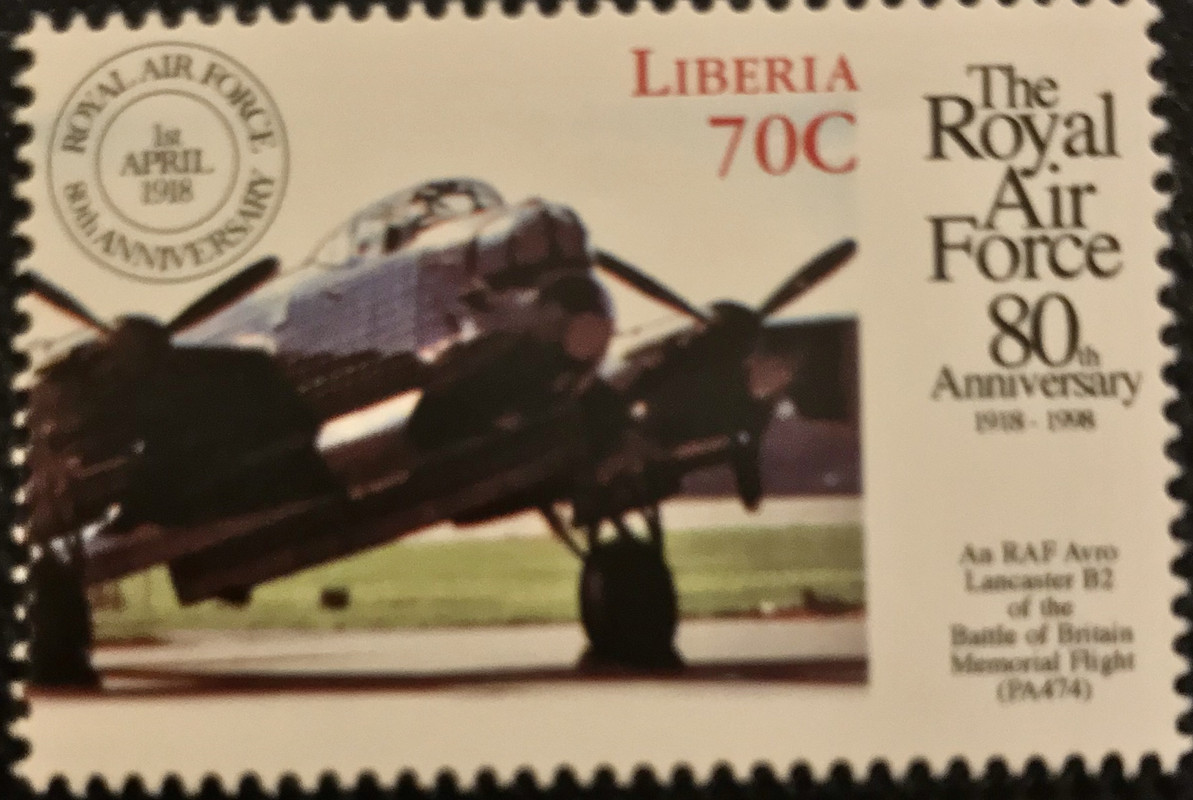 ROYAL AIR FORCE
1st
APRIL
1918
80th ANNIVERSARY
LIBERIA
70C
The
Royal
Air
Force
80th
Anniversary
1918 - 1998
An RAF Avro
Lancaster B2
of the
Battle of Britain
Memorial Flight
(PA474)